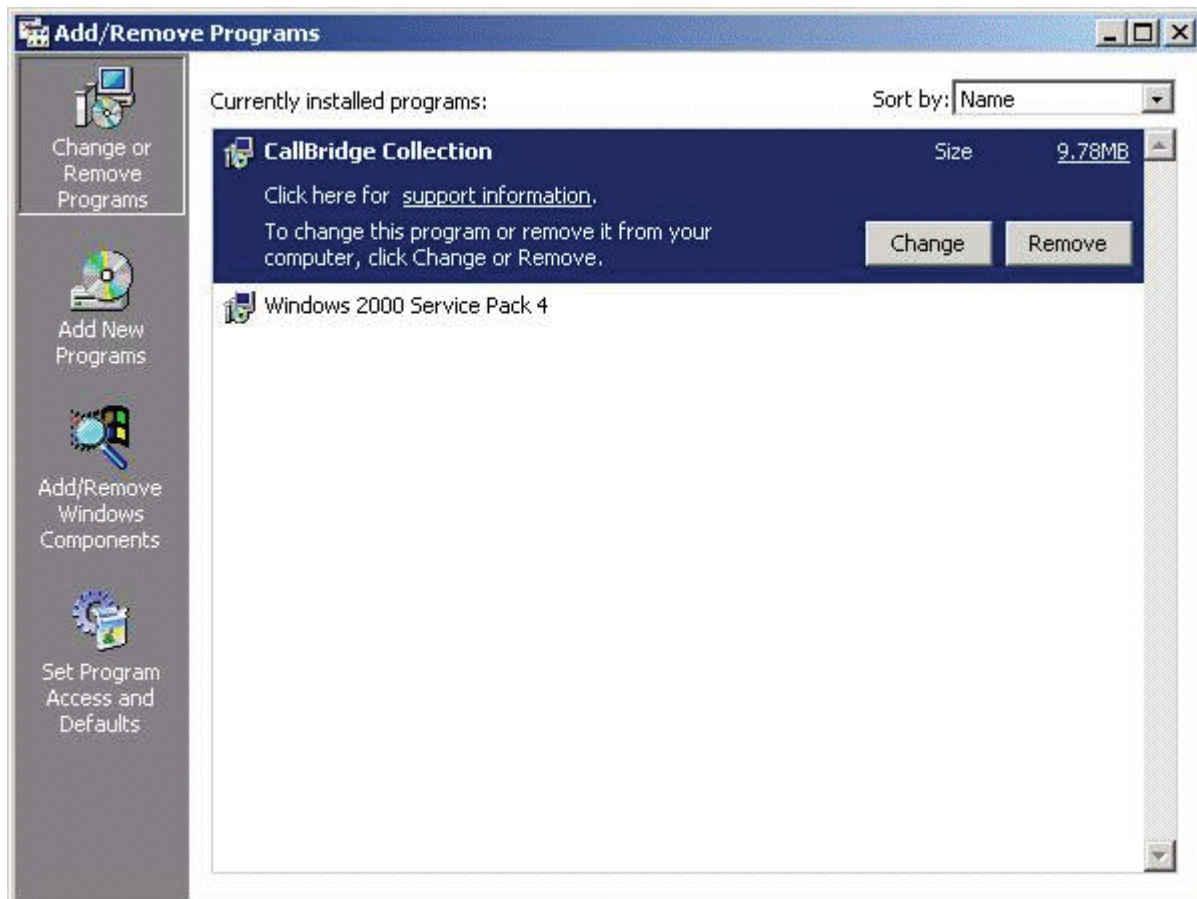 Add/Remove Programs
Change or
Remove
Programs
Add New
Programs
Add/Remove
Windows
Components
Set Program
Access and
Defaults
Currently installed programs:
Sort by: Name
CallBridge Collection
Size 9.78MB
Click here for support information.
To change this program or remove it from your
computer, click Change or Remove.
Change Remove
Windows 2000 Service Pack 4